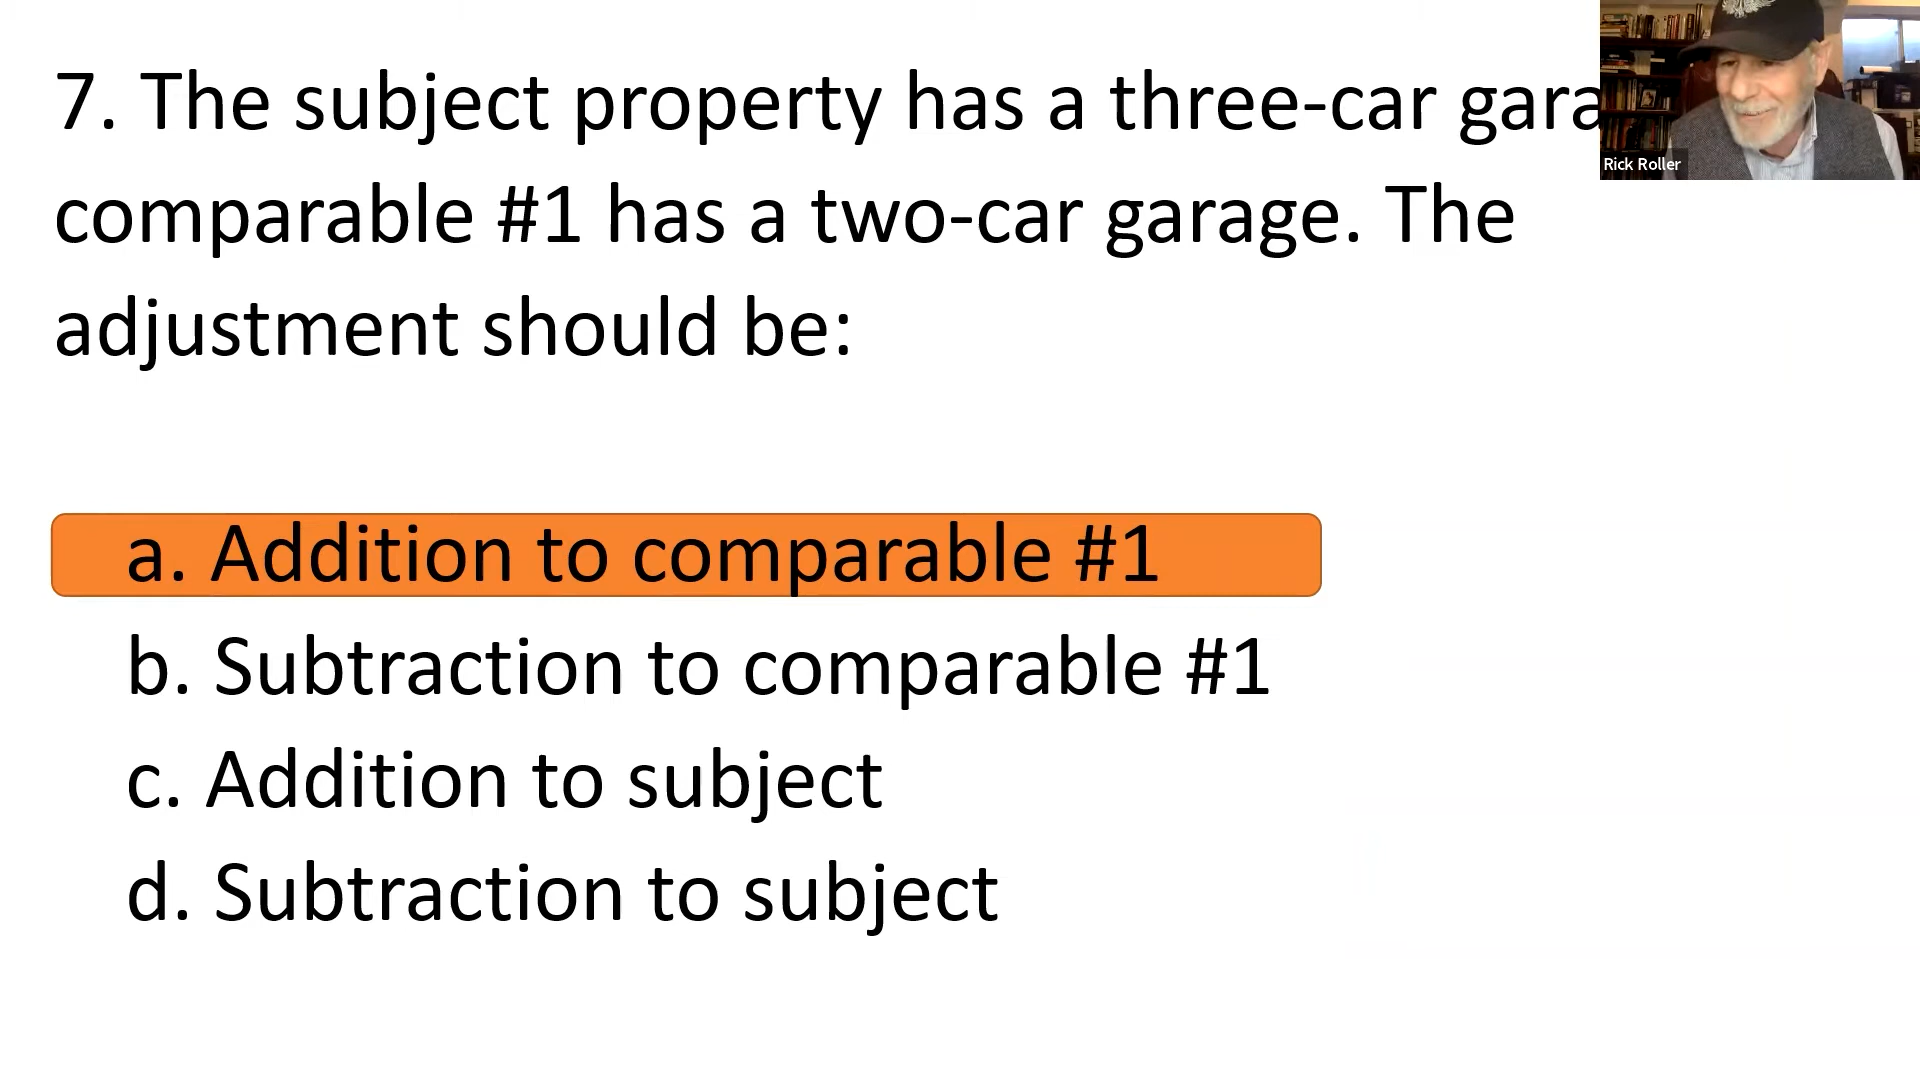 7. The subject property has a three-car gara
comparable #1 has a two-car garage. The
adjustment should be:
a. Addition to comparable #1
b. Subtraction to comparable #1
c. Addition to subject
d. Subtraction to subject
Rick Roller